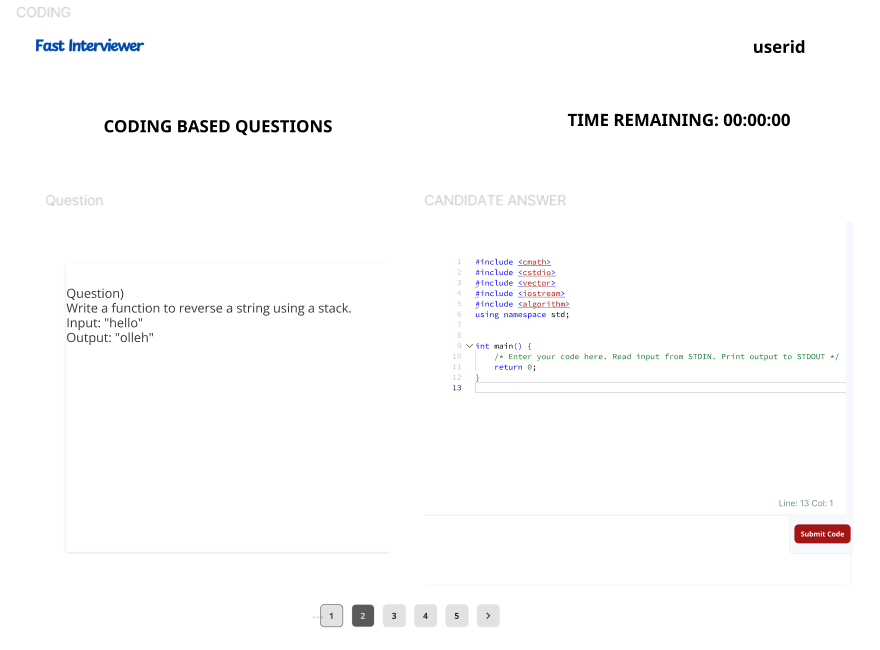 CODING
Fast Interviewer
userid
CODING BASED QUESTIONS
TIME REMAINING: 00:00:00
Question
CANDIDATE ANSWER
Question)
Write a function to reverse a string using a stack.
Input: "hello"
Output: "olleh"
1 #include <cmath>
2 #include <cstdio>
3 #include <vector>
4 #include <iostream>
5 #include <algorithm>
6 using namespace std;
7
8
9 int main() {
10 /* Enter your code here. Read input from STDIN. Print output to STDOUT */
11 return 0;
12 }
13
Line: 13 Col: 1
Submit Code
... 1 2 3 4 5 >